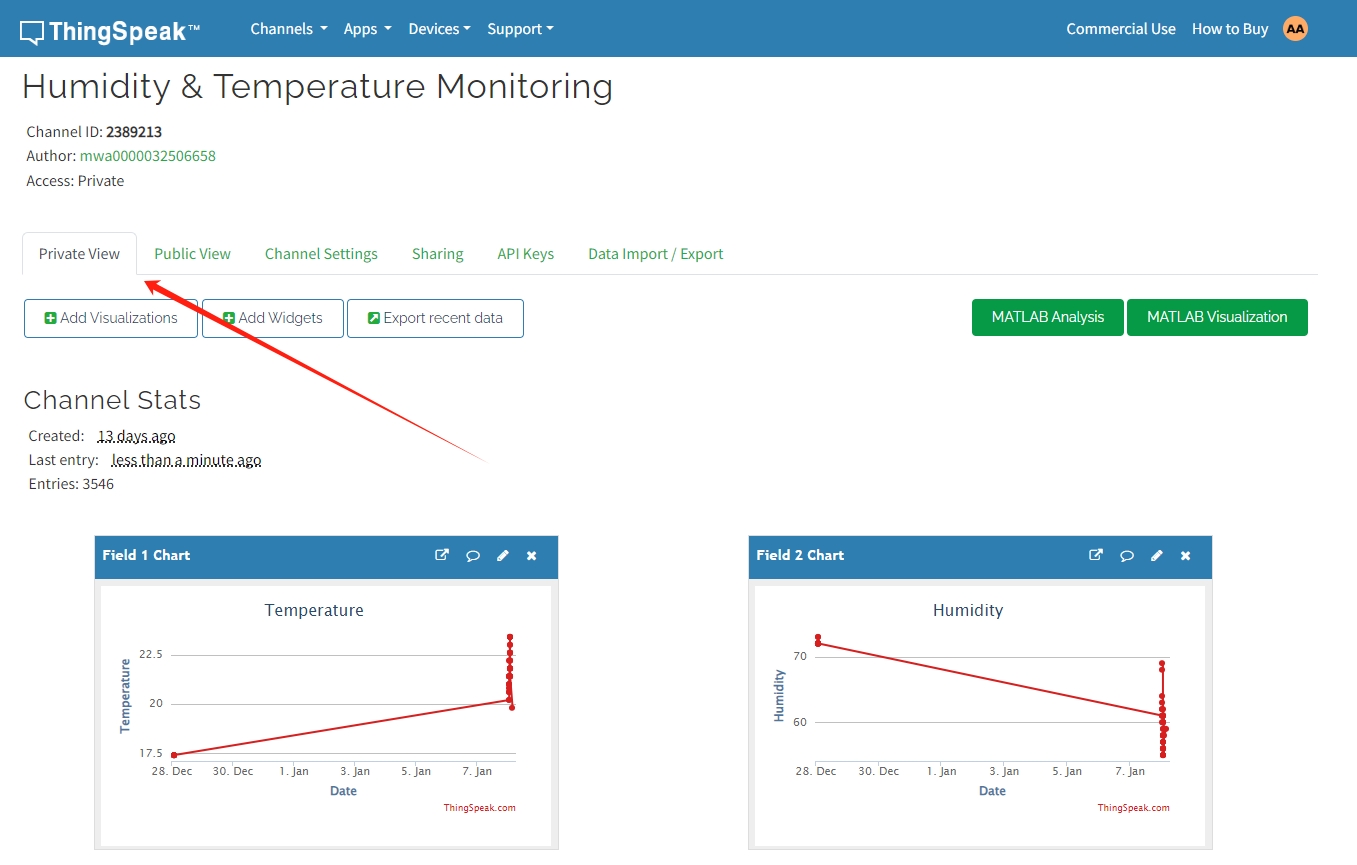 ThingSpeak™ Channels Apps Devices Support Commercial Use How to Buy AA
Humidity & Temperature Monitoring
Channel ID: 2389213
Author: mwa0000032506658
Access: Private
Private View Public View Channel Settings Sharing API Keys Data Import / Export
Add Visualizations Add Widgets Export recent data MATLAB Analysis MATLAB Visualization
Channel Stats
Created: 13 days ago
Last entry: less than a minute ago
Entries: 3546
Field 1 Chart
Temperature
Temperature
22.5
20
17.5
28. Dec 30. Dec 1. Jan 3. Jan 5. Jan 7. Jan
Date
ThingSpeak.com
Field 2 Chart
Humidity
Humidity
70
60
28. Dec 30. Dec 1. Jan 3. Jan 5. Jan 7. Jan
Date
ThingSpeak.com